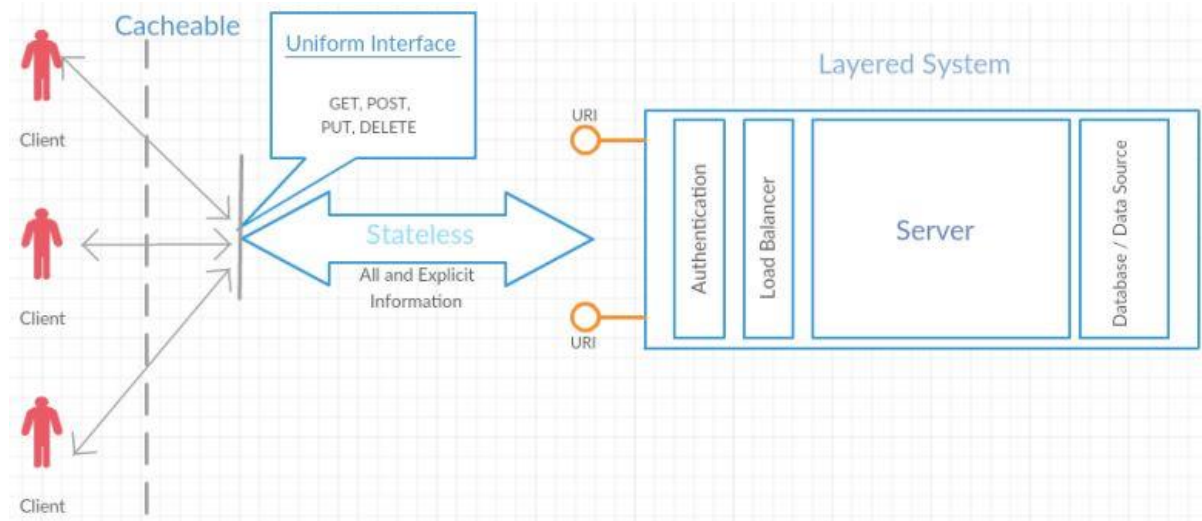 Cacheable
Uniform Interface
GET, POST,
PUT, DELETE
Client
Client
Client
Stateless
All and Explicit
Information
URI
URI
Layered System
Authentication
Load Balancer
Server
Database / Data Source